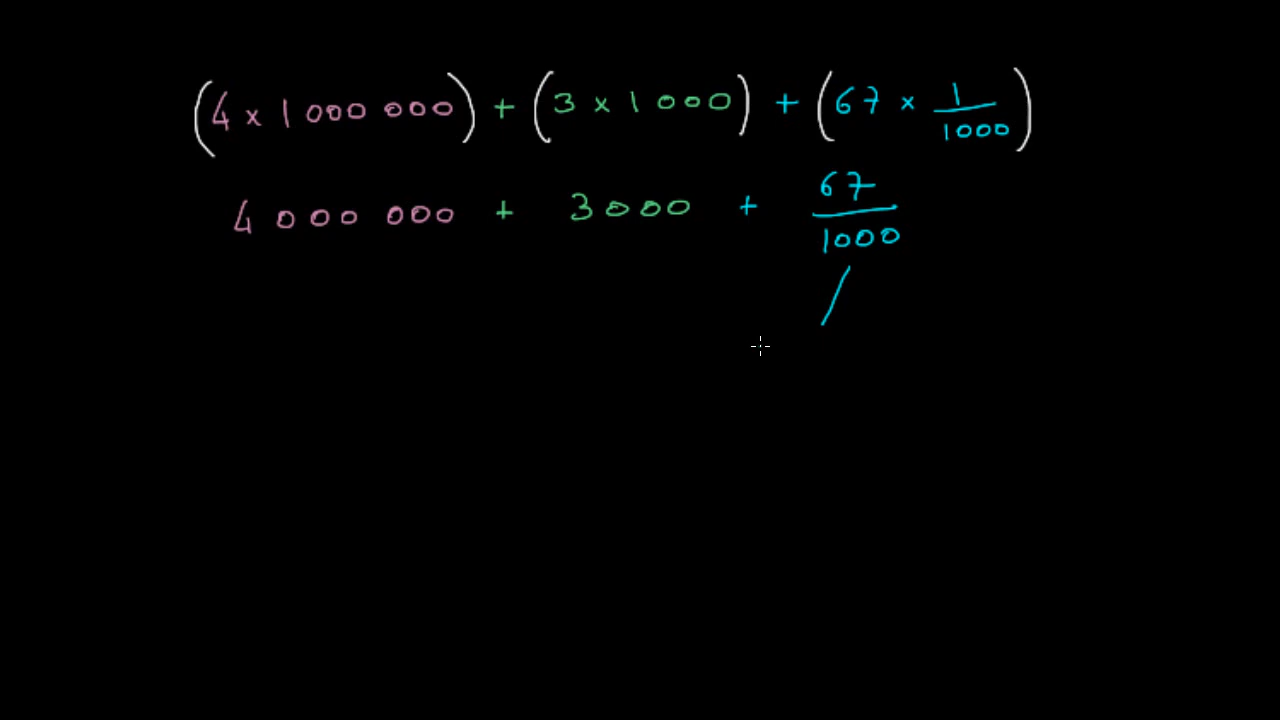 (4 × 1 000 000) + (3 × 1 000) + (67 × 1/1000)
4 000 000 + 3000 + 67/1000